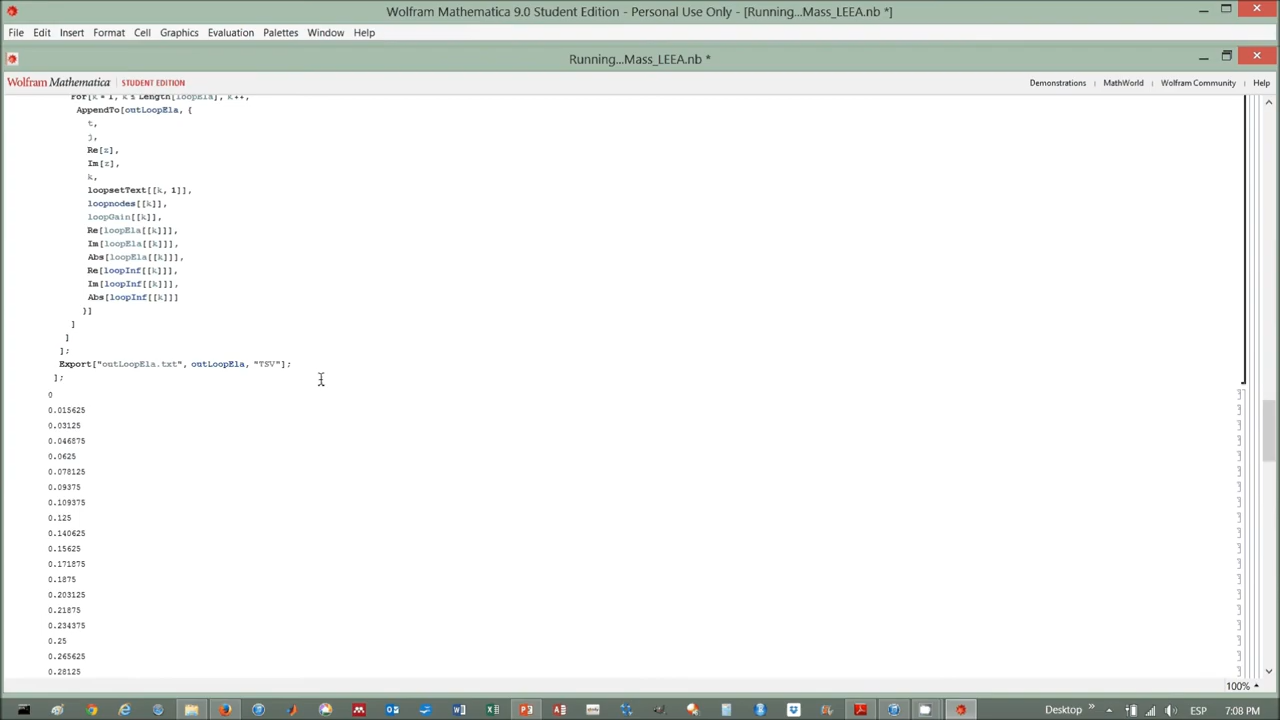 Wolfram Mathematica 9.0 Student Edition - Personal Use Only - [Running...Mass_LEEA.nb *]
File Edit Insert Format Cell Graphics Evaluation Palettes Window Help
Running...Mass_LEEA.nb *
Wolfram Mathematica STUDENT EDITION Demonstrations MathWorld Wolfram Community Help
For[k = 1, k ≤ Length[loopEla], k++,
AppendTo[outLoopEla, {
t,
j,
Re[z],
Im[z],
k,
loopsetText[[k, 1]],
loopnodes[[k]],
loopGain[[k]],
Re[loopEla[[k]]],
Im[loopEla[[k]]],
Abs[loopEla[[k]]],
Re[loopInf[[k]]],
Im[loopInf[[k]]],
Abs[loopInf[[k]]]
}]
]
]
];
Export["outLoopEla.txt", outLoopEla, "TSV"];
];
0
0.015625
0.03125
0.046875
0.0625
0.078125
0.09375
0.109375
0.125
0.140625
0.15625
0.171875
0.1875
0.203125
0.21875
0.234375
0.25
0.265625
0.28125
100%
Desktop ESP 7:08 PM